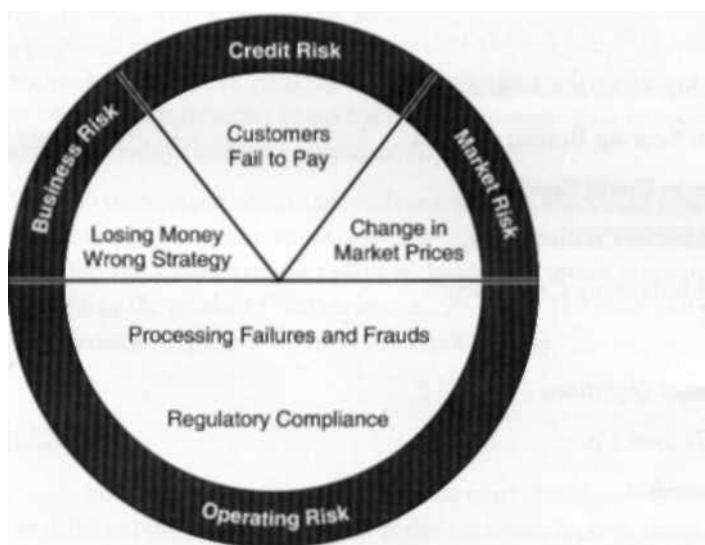 Credit Risk
Business Risk
Market Risk
Customers
Fail to Pay
Losing Money
Wrong Strategy
Change in
Market Prices
Processing Failures and Frauds
Regulatory Compliance
Operating Risk